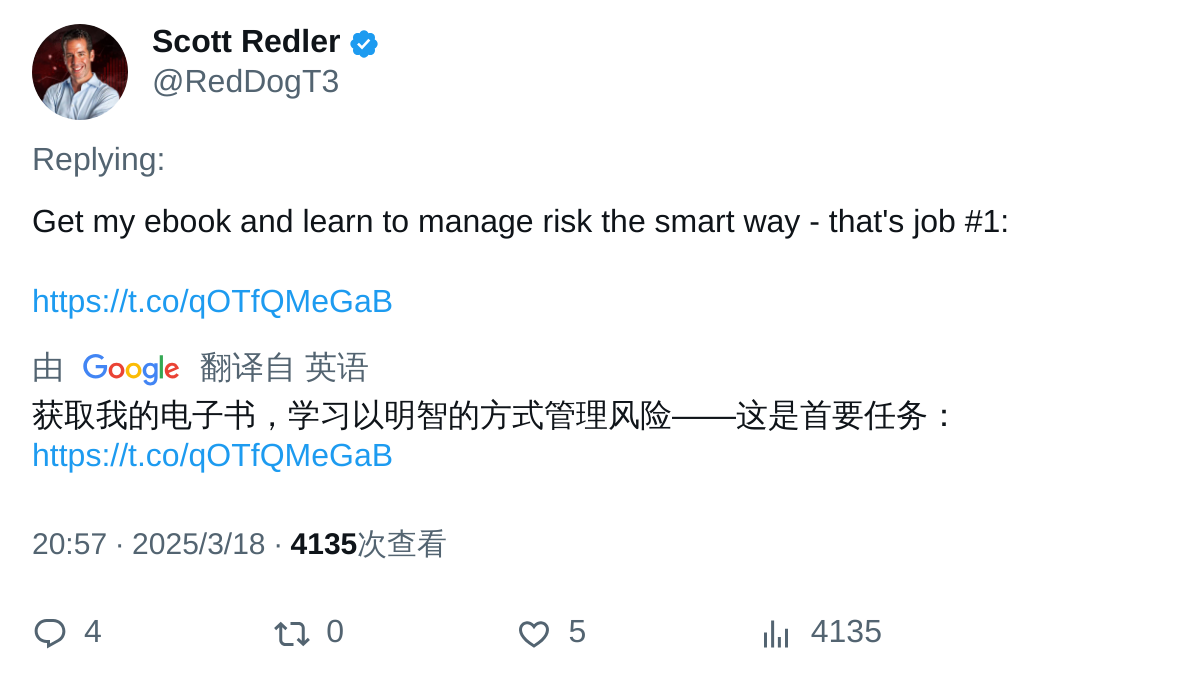 Scott Redler
@RedDogT3
Replying:
Get my ebook and learn to manage risk the smart way - that's job #1:
https://t.co/qOTfQMeGaB
由 Google 翻译自 英语
获取我的电子书，学习以明智的方式管理风险——这是首要任务：
https://t.co/qOTfQMeGaB
20:57 · 2025/3/18 · 4135次查看
4 0 5 4135